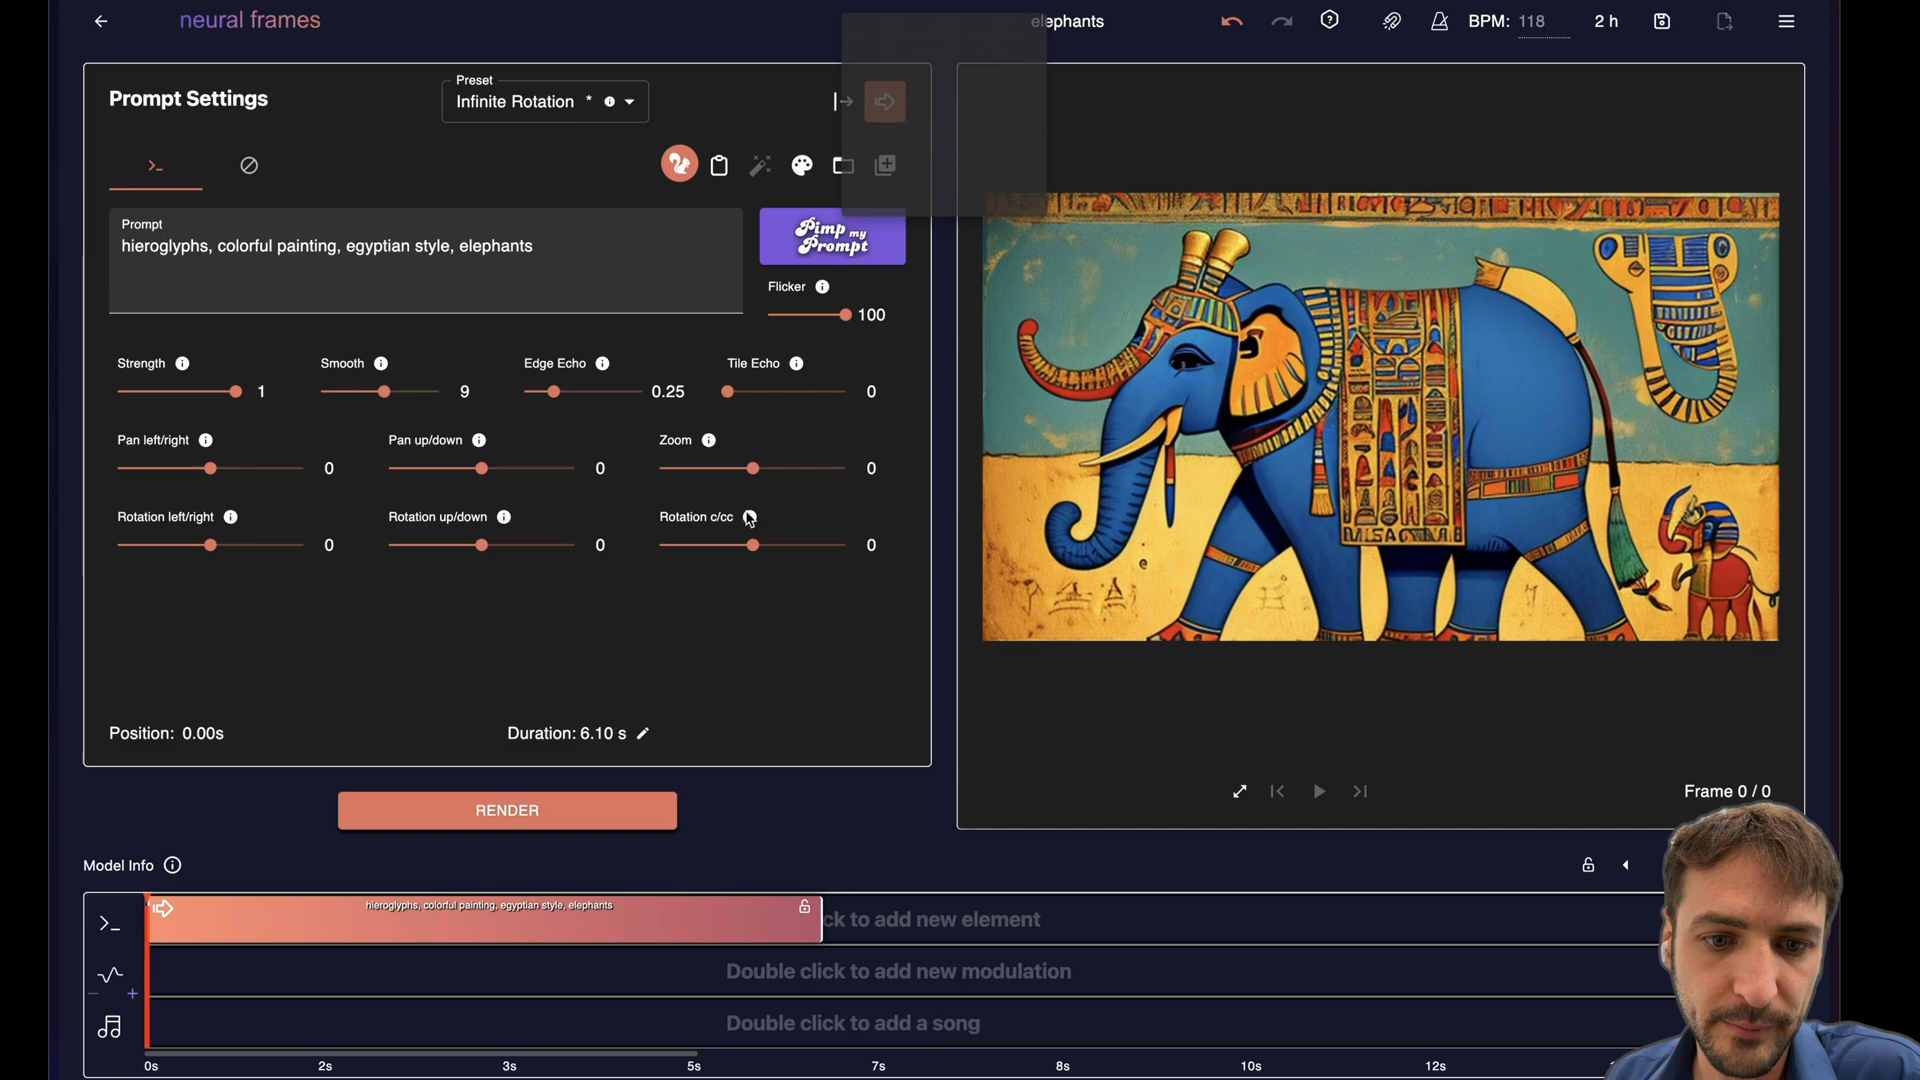 neural frames
elephants
BPM: 118
2 h
Prompt Settings
Preset
Infinite Rotation *
Prompt
hieroglyphs, colorful painting, egyptian style, elephants
Pimp my
Prompt
Flicker
100
Strength
1
Smooth
9
Edge Echo
0.25
Tile Echo
0
Pan left/right
0
Pan up/down
0
Zoom
0
Rotation left/right
0
Rotation up/down
0
Rotation c/cc
0
Position: 0.00s
Duration: 6.10 s
RENDER
Frame 0 / 0
Model Info
hieroglyphs, colorful painting, egyptian style, elephants
ck to add new element
Double click to add new modulation
Double click to add a song
0s
2s
3s
5s
7s
8s
10s
12s